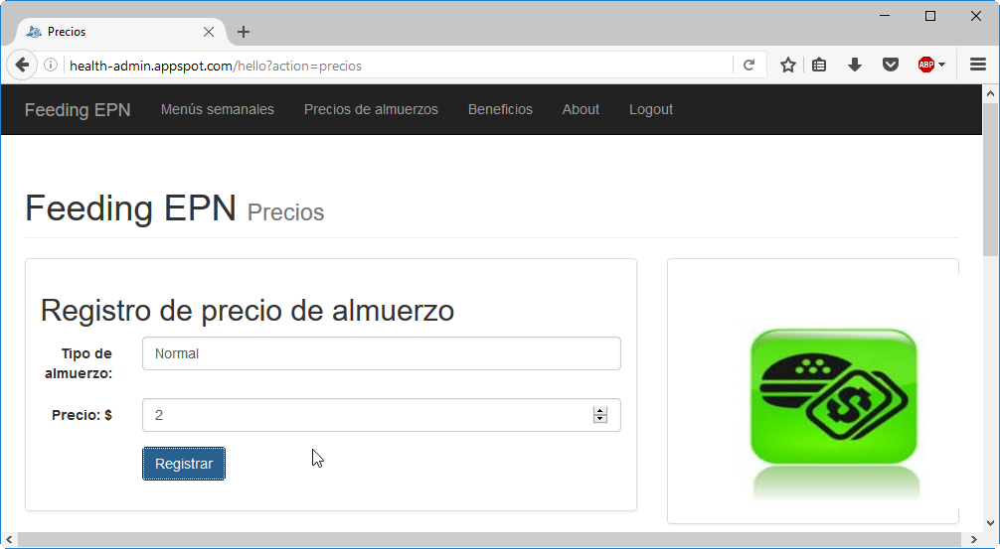 Precios
health-admin.appspot.com/hello?action=precios
ABP
Feeding EPN Menús semanales Precios de almuerzos Beneficios About Logout
Feeding EPN Precios
Registro de precio de almuerzo
Tipo de
almuerzo:
Normal
Precio: $ 2
Registrar
$